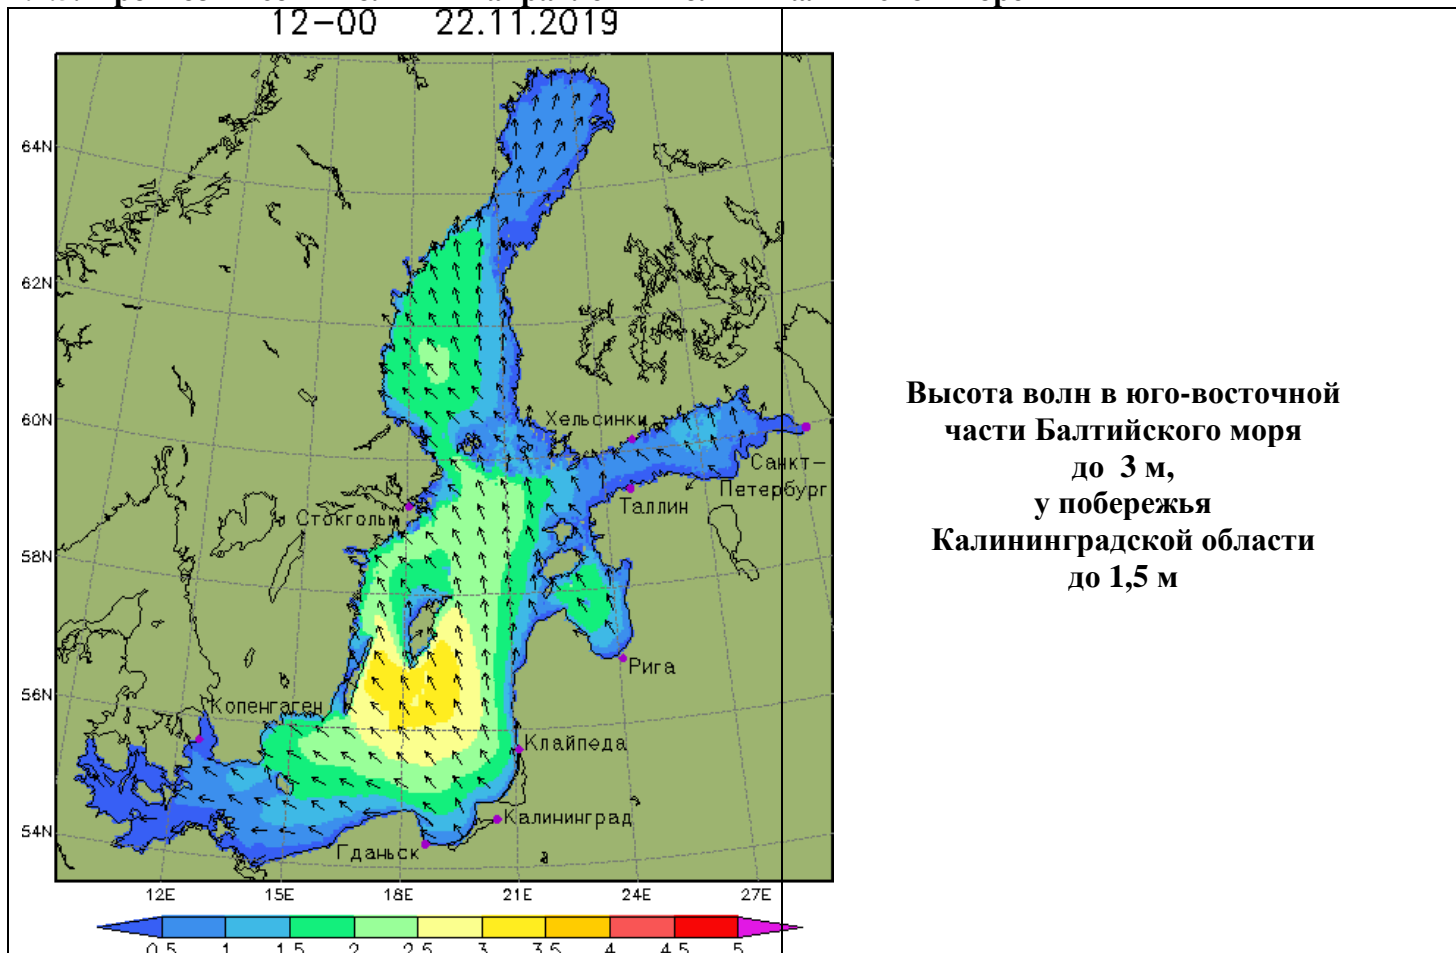 12-00 22.11.2019
64N
62N
60N
58N
56N
54N
Хельсинки
Санкт-
Петербург
Таллин
Стокгольм
Рига
Копенгаген
Клайпеда
Калининград
Гданьск
12E 15E 18E 21E 24E 27E
0.5 1 1.5 2 2.5 3 3.5 4 4.5 5
Высота волн в юго-восточной
части Балтийского моря
до 3 м,
у побережья
Калининградской области
до 1,5 м